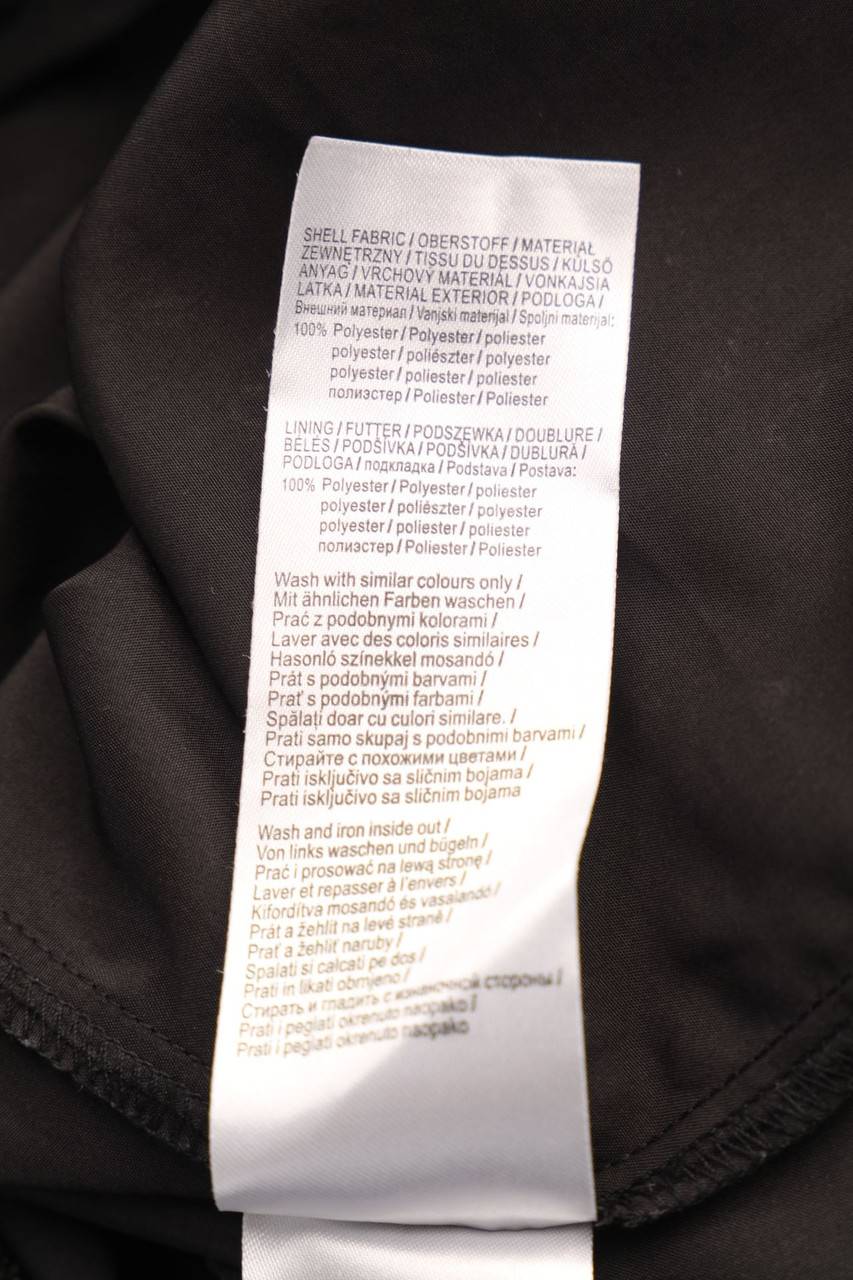 SHELL FABRIC / OBERSTOFF / MATERIAŁ
ZEWNĘTRZNY / TISSU DU DESSUS / KÜLSŐ
ANYAG / VRCHOVÝ MATERIÁL / VONKAJSIA
LATKA / MATERIAL EXTERIOR / PODLOGA /
Внешний материал / Vanjski materijal / Spoljni materijal:
100% Polyester / Polyester / poliester
polyester / poliészter / polyester
polyester / poliester / poliester
полиэстер / Poliester / Poliester
LINING / FUTTER / PODSZEWKA / DOUBLURE /
BÉLÉS / PODŠÍVKA / PODŠÍVKA / DUBLURĂ /
PODLOGA / подкладка / Podstava / Postava:
100% Polyester / Polyester / poliester
polyester / poliészter / polyester
polyester / poliester / poliester
полиэстер / Poliester / Poliester
Wash with similar colours only /
Mit ähnlichen Farben waschen /
Prać z podobnymi kolorami /
Laver avec des coloris similaires /
Hasonló színekkel mosandó /
Prát s podobnými barvami /
Prať s podobnými farbami /
Spălați doar cu culori similare. /
Prati samo skupaj s podobnimi barvami /
Стирайте с похожими цветами /
Prati isključivo sa sličnim bojama /
Prati isključivo sa sličnim bojama
Wash and iron inside out /
Von links waschen und bügeln /
Prać i prosować na lewą stronę /
Laver et repasser à l'envers /
Kifordítva mosandó és vasalandó /
Prát a žehlit na levé straně /
Prať a žehliť naruby /
Spalati si calcati pe dos /
Prati in likati obrnjeno /
Стирать и гладить с изнаночной стороны /
Prati i peglati okrenuto naopako /
Prati i peglati okrenuto naopako